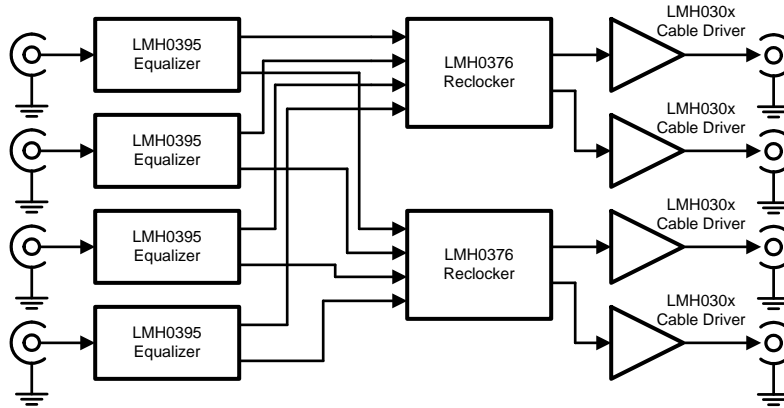 LMH0395
Equalizer
LMH0395
Equalizer
LMH0395
Equalizer
LMH0395
Equalizer
LMH0376
Reclocker
LMH0376
Reclocker
LMH030x
Cable Driver
LMH030x
Cable Driver
LMH030x
Cable Driver
LMH030x
Cable Driver